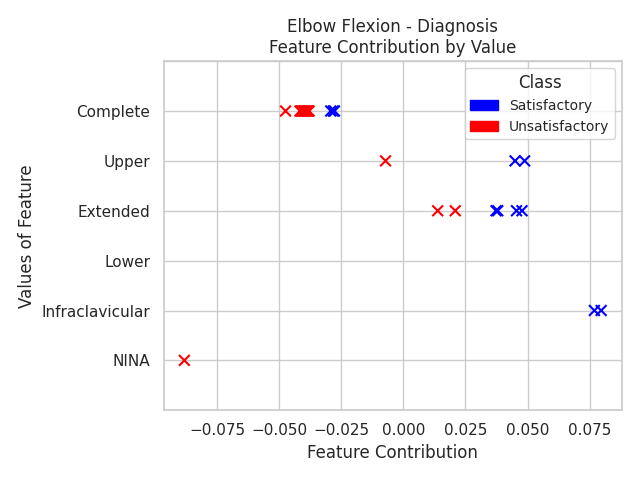 Elbow Flexion - Diagnosis
Feature Contribution by Value
Class
Satisfactory
Unsatisfactory
Values of Feature
Complete
Upper
Extended
Lower
Infraclavicular
NINA
−0.075 −0.050 −0.025 0.000 0.025 0.050 0.075
Feature Contribution